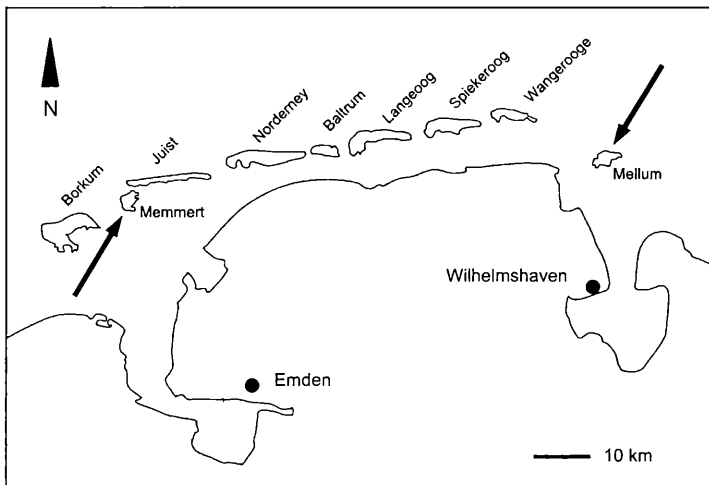 N
Borkum
Juist
Memmert
Norderney
Baltrum
Langeoog
Spiekeroog
Wangerooge
Mellum
Wilhelmshaven
Emden
10 km